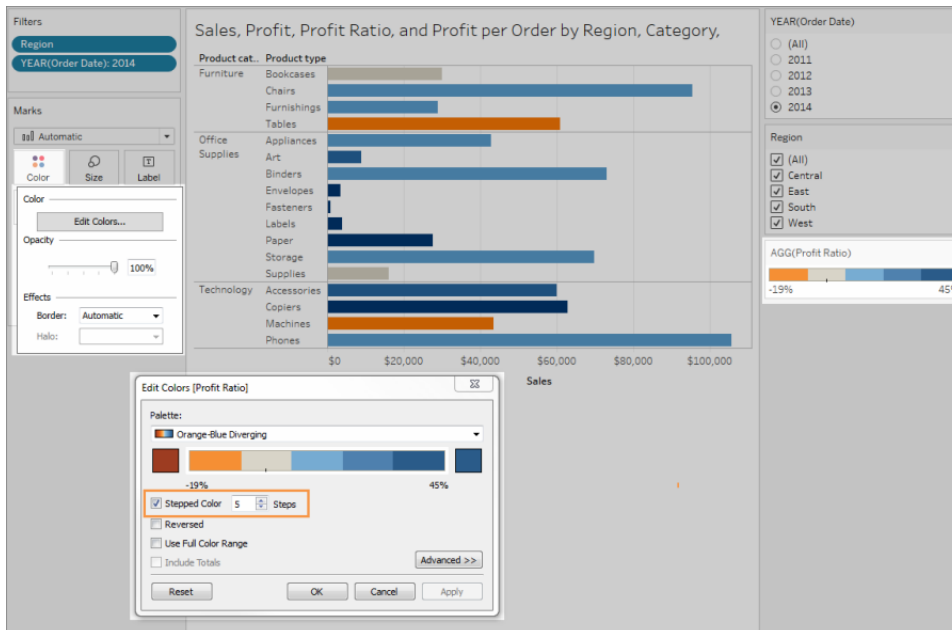 Filters
Region
YEAR(Order Date): 2014
Marks
Automatic
Color
Size
Label
Color
Edit Colors...
Opacity
100%
Effects
Border: Automatic
Halo:
Sales, Profit, Profit Ratio, and Profit per Order by Region, Category,
Product cat.. Product type
Furniture Bookcases
Chairs
Furnishings
Tables
Office Supplies Appliances
Art
Binders
Envelopes
Fasteners
Labels
Paper
Storage
Supplies
Technology Accessories
Copiers
Machines
Phones
$0 $20,000 $40,000 $60,000 $80,000 $100,000
Sales
YEAR(Order Date)
(All)
2011
2012
2013
2014
Region
(All)
Central
East
South
West
AGG(Profit Ratio)
-19% 45%
Edit Colors [Profit Ratio]
Palette:
Orange-Blue Diverging
-19% 45%
Stepped Color 5 Steps
Reversed
Use Full Color Range
Include Totals
Advanced >>
Reset OK Cancel Apply